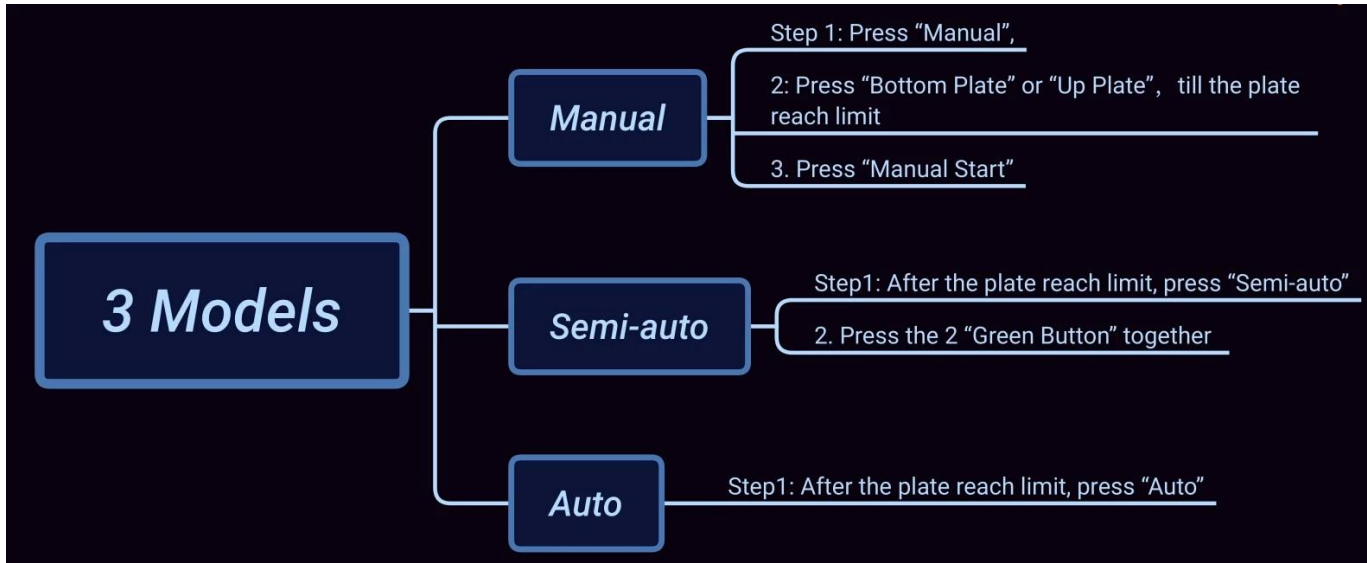 3 Models
Manual
Step 1: Press “Manual”,
2: Press “Bottom Plate” or “Up Plate”, till the plate
reach limit
3. Press “Manual Start”
Semi-auto
Step1: After the plate reach limit, press “Semi-auto”
2. Press the 2 “Green Button” together
Auto
Step1: After the plate reach limit, press “Auto”